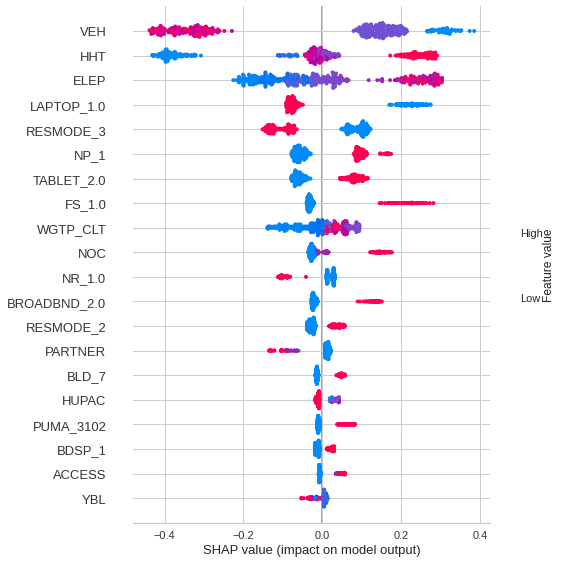 VEH
HHT
ELEP
LAPTOP_1.0
RESMODE_3
NP_1
TABLET_2.0
FS_1.0
WGTP_CLT
NOC
NR_1.0
BROADBND_2.0
RESMODE_2
PARTNER
BLD_7
HUPAC
PUMA_3102
BDSP_1
ACCESS
YBL
−0.4 −0.2 0.0 0.2 0.4
SHAP value (impact on model output)
High
Low
Feature value